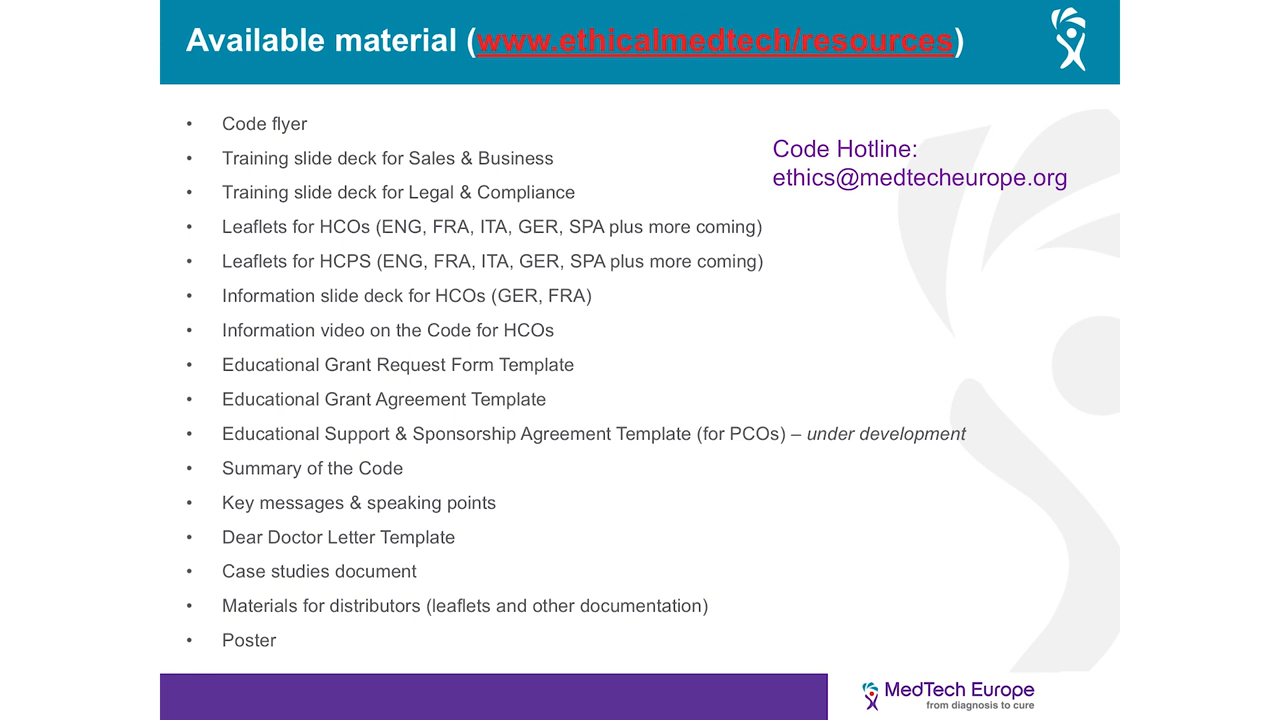 Available material (www.ethicalmedtech/resources)
• Code flyer
• Training slide deck for Sales & Business
• Training slide deck for Legal & Compliance
• Leaflets for HCOs (ENG, FRA, ITA, GER, SPA plus more coming)
• Leaflets for HCPS (ENG, FRA, ITA, GER, SPA plus more coming)
• Information slide deck for HCOs (GER, FRA)
• Information video on the Code for HCOs
• Educational Grant Request Form Template
• Educational Grant Agreement Template
• Educational Support & Sponsorship Agreement Template (for PCOs) – under development
• Summary of the Code
• Key messages & speaking points
• Dear Doctor Letter Template
• Case studies document
• Materials for distributors (leaflets and other documentation)
• Poster
Code Hotline:
ethics@medtecheurope.org
MedTech Europe
from diagnosis to cure